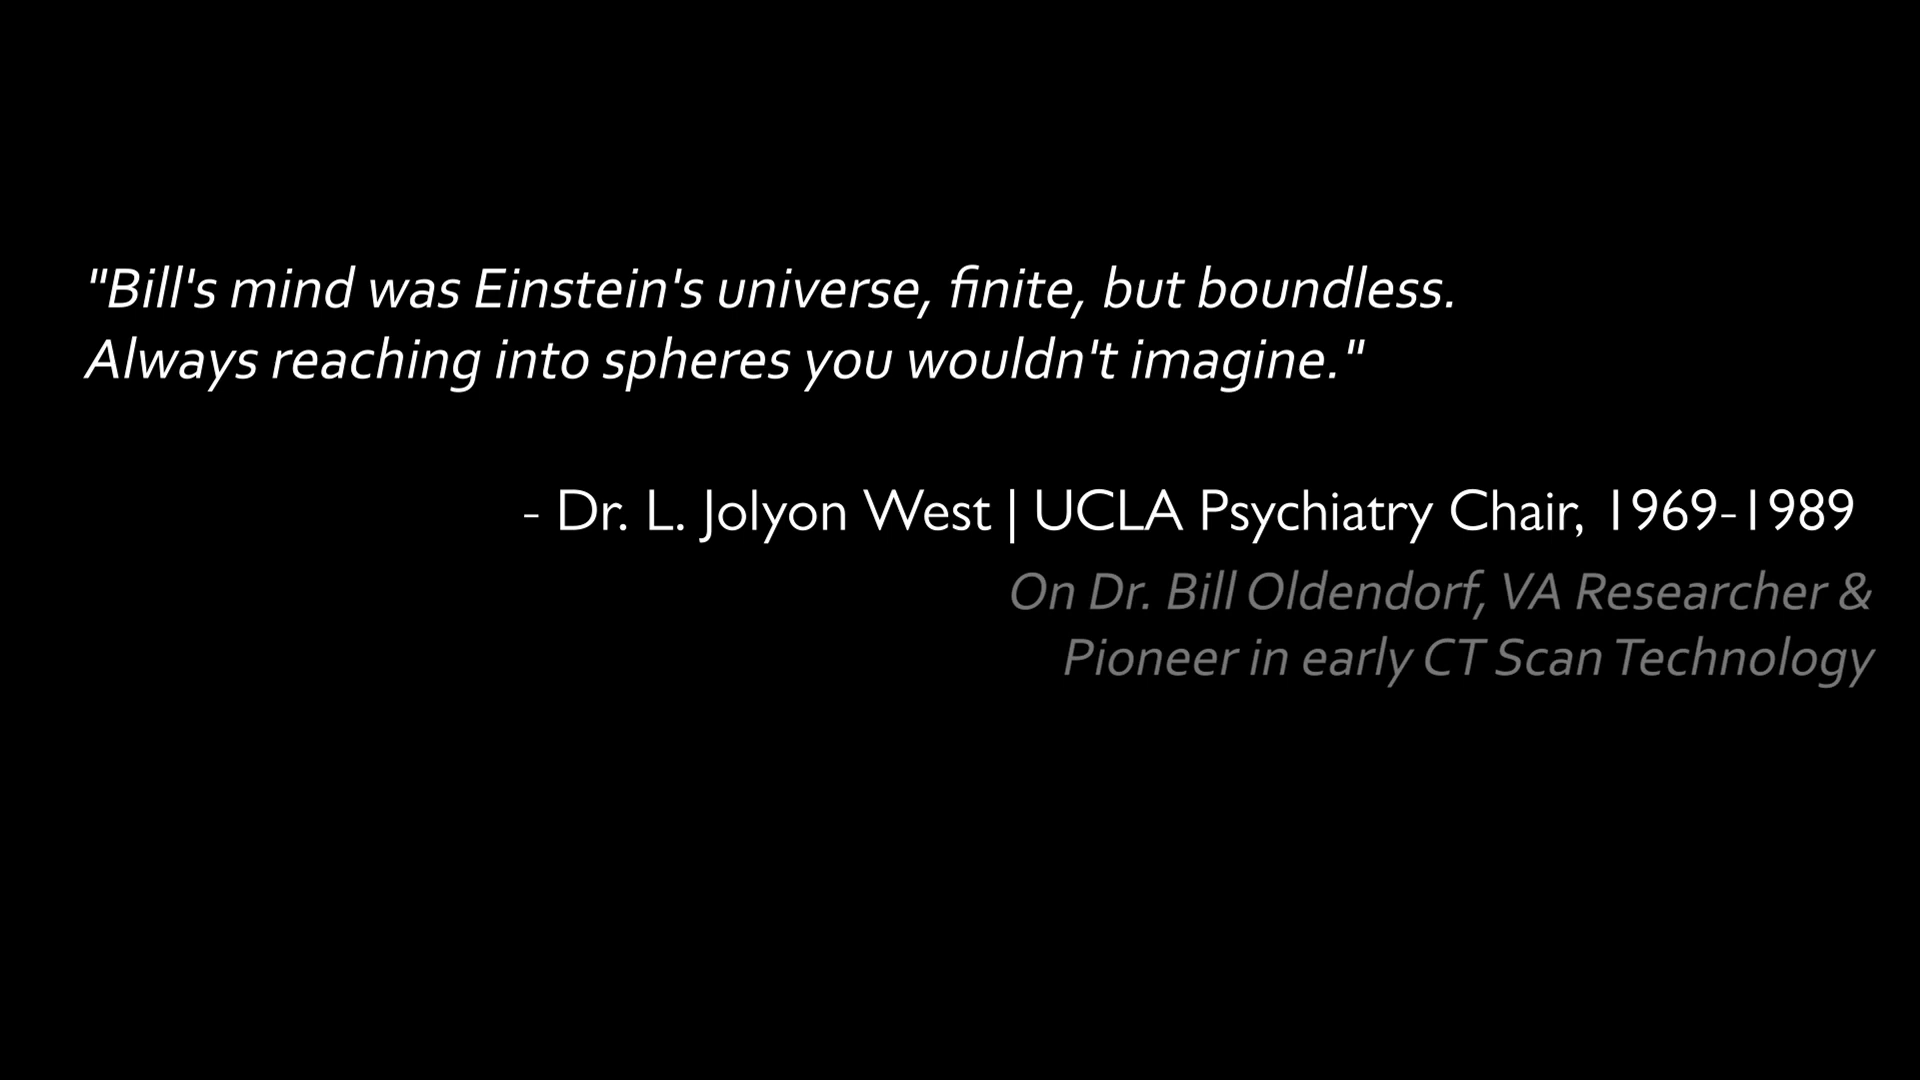 "Bill's mind was Einstein's universe, finite, but boundless.
Always reaching into spheres you wouldn't imagine."
- Dr. L. Jolyon West | UCLA Psychiatry Chair, 1969-1989
On Dr. Bill Oldendorf, VA Researcher &
Pioneer in early CT Scan Technology